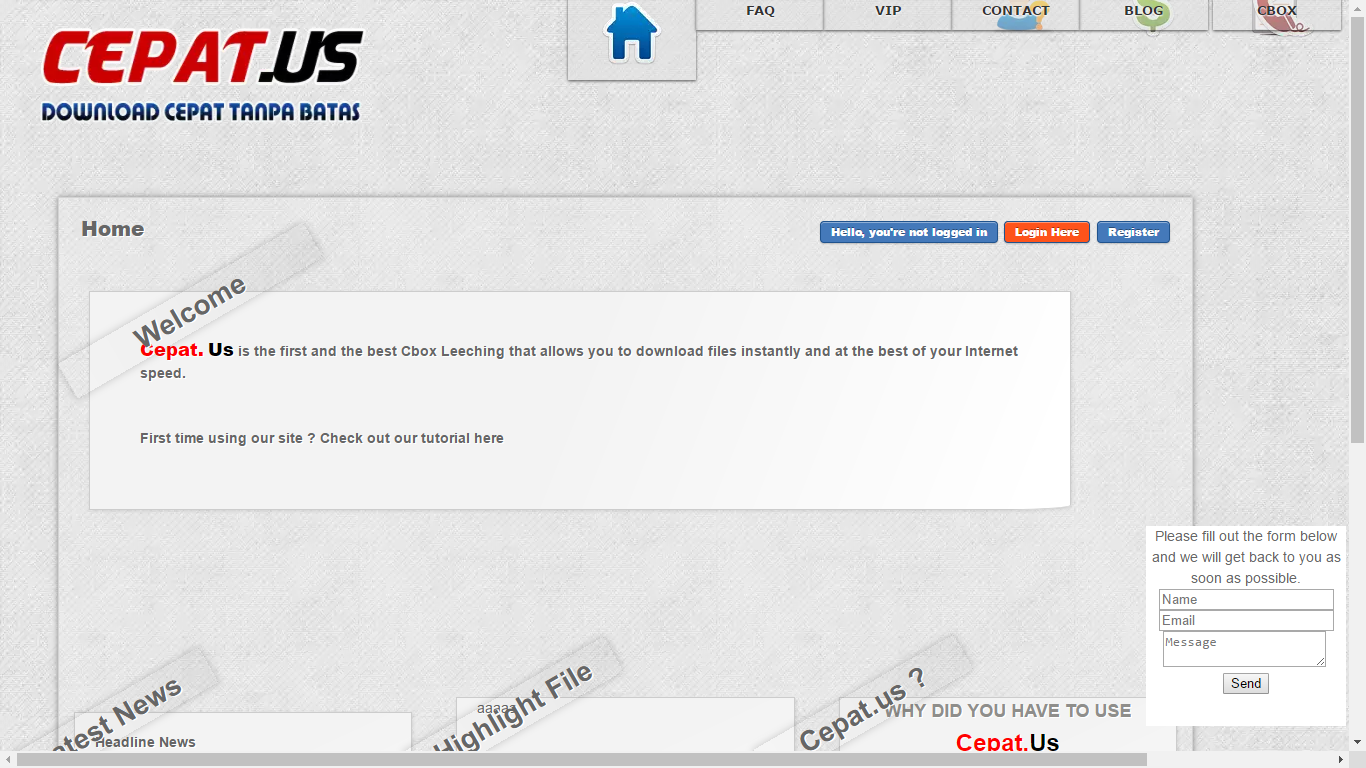 FAQ
VIP
CONTACT
BLOG
CBOX
CEPAT.US
DOWNLOAD CEPAT TANPA BATAS
Home
Hello, you're not logged in
Login Here
Register
Welcome
Cepat. Us is the first and the best Cbox Leeching that allows you to download files instantly and at the best of your Internet
speed.
First time using our site ? Check out our tutorial here
Please fill out the form below
and we will get back to you as
soon as possible.
Name
Email
Message
Send
atest News
Headline News
Highlight File
aaaas
Cepat.us ?
WHY DID YOU HAVE TO USE
Cepat.Us